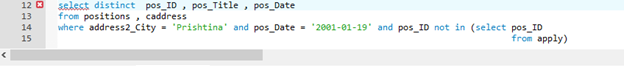 12 select distinct pos_ID , pos_Title , pos_Date
13 from positions , caddress
14 where address2_City = 'Prishtina' and pos_Date = '2001-01-19' and pos_ID not in (select pos_ID
15 from apply)